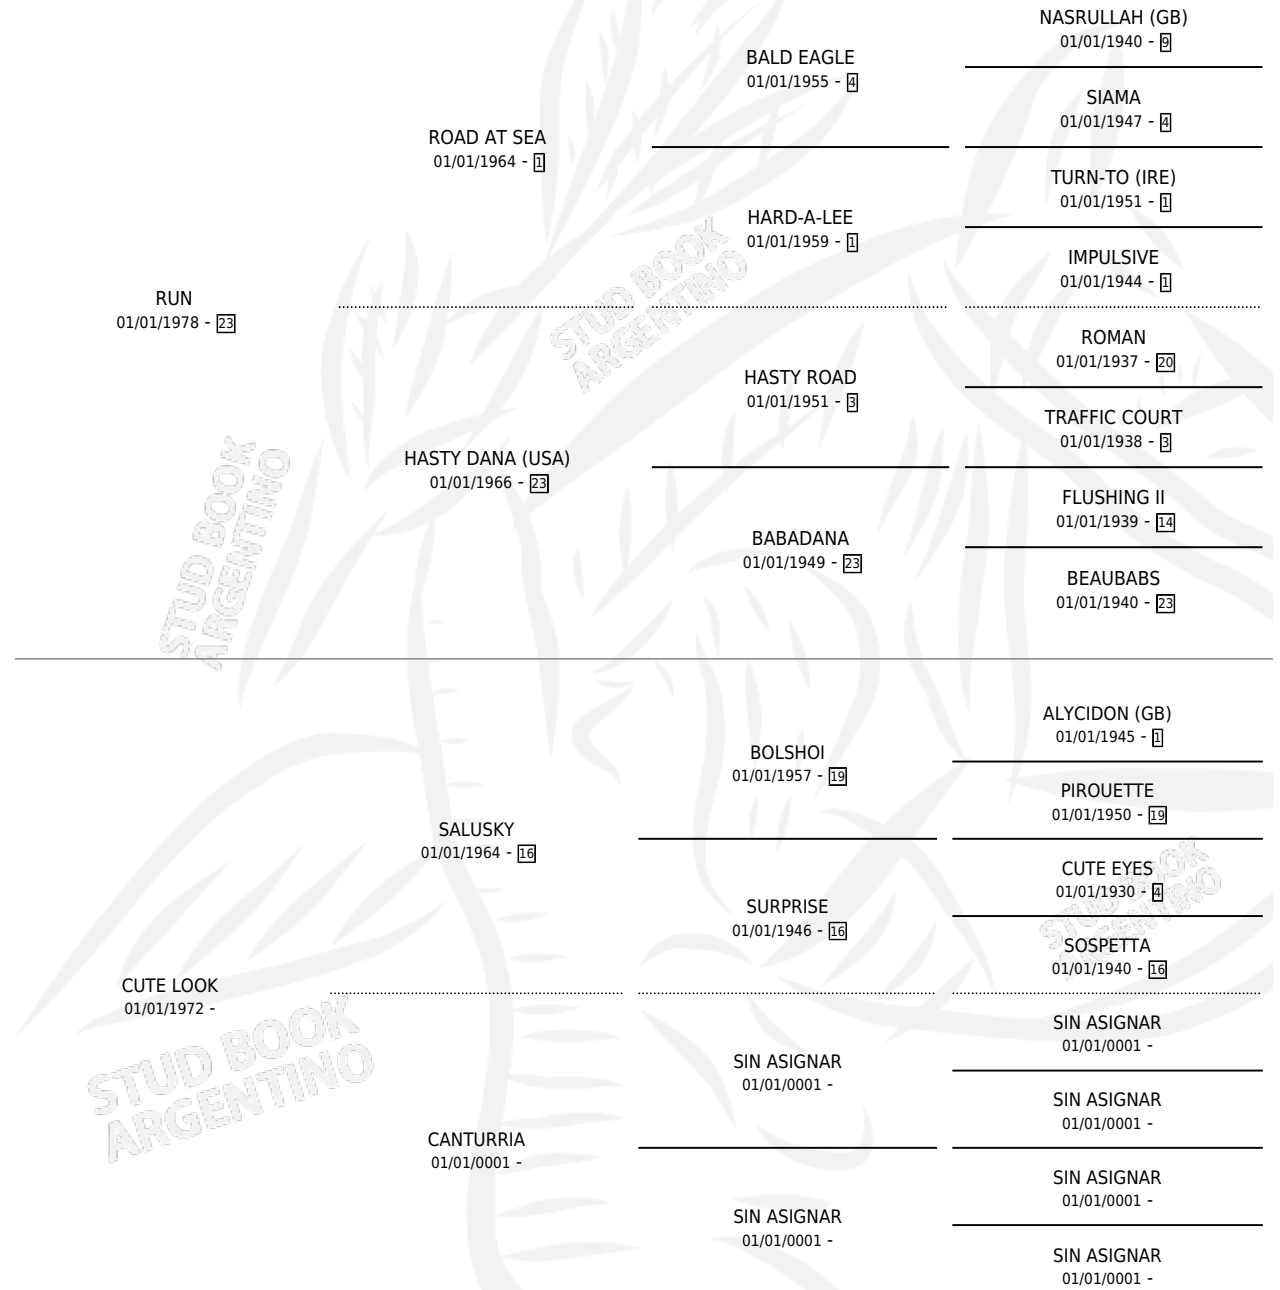 NASRULLAH (GB)
01/01/1940 - 9
BALD EAGLE
01/01/1955 - 4
SIAMA
01/01/1947 - 4
ROAD AT SEA
01/01/1964 - 1
TURN-TO (IRE)
01/01/1951 - 1
HARD-A-LEE
01/01/1959 - 1
IMPULSIVE
01/01/1944 - 1
RUN
01/01/1978 - 23
ROMAN
01/01/1937 - 20
HASTY ROAD
01/01/1951 - 3
TRAFFIC COURT
01/01/1938 - 3
HASTY DANA (USA)
01/01/1966 - 23
FLUSHING II
01/01/1939 - 14
BABADANA
01/01/1949 - 23
BEAUBABS
01/01/1940 - 23
STUD BOOK
ARGENTINO
STUD BOOK
ARGENTINO
ALYCIDON (GB)
01/01/1945 - 1
BOLSHOI
01/01/1957 - 19
PIROUETTE
01/01/1950 - 19
SALUSKY
01/01/1964 - 16
CUTE EYES
01/01/1930 - 4
SURPRISE
01/01/1946 - 16
SOSPETTA
01/01/1940 - 16
STUD BOOK
ARGENTINO
CUTE LOOK
01/01/1972 -
SIN ASIGNAR
01/01/0001 -
SIN ASIGNAR
01/01/0001 -
SIN ASIGNAR
01/01/0001 -
CANTURRIA
01/01/0001 -
SIN ASIGNAR
01/01/0001 -
SIN ASIGNAR
01/01/0001 -
SIN ASIGNAR
01/01/0001 -
STUD BOOK
ARGENTINO